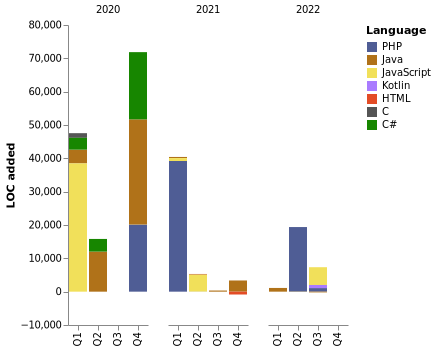 2020 2021 2022
80,000
70,000
60,000
50,000
40,000
30,000
20,000
10,000
0
−10,000
LOC added
Q1 Q2 Q3 Q4 Q1 Q2 Q3 Q4 Q1 Q2 Q3 Q4
Language
PHP
Java
JavaScript
Kotlin
HTML
C
C#